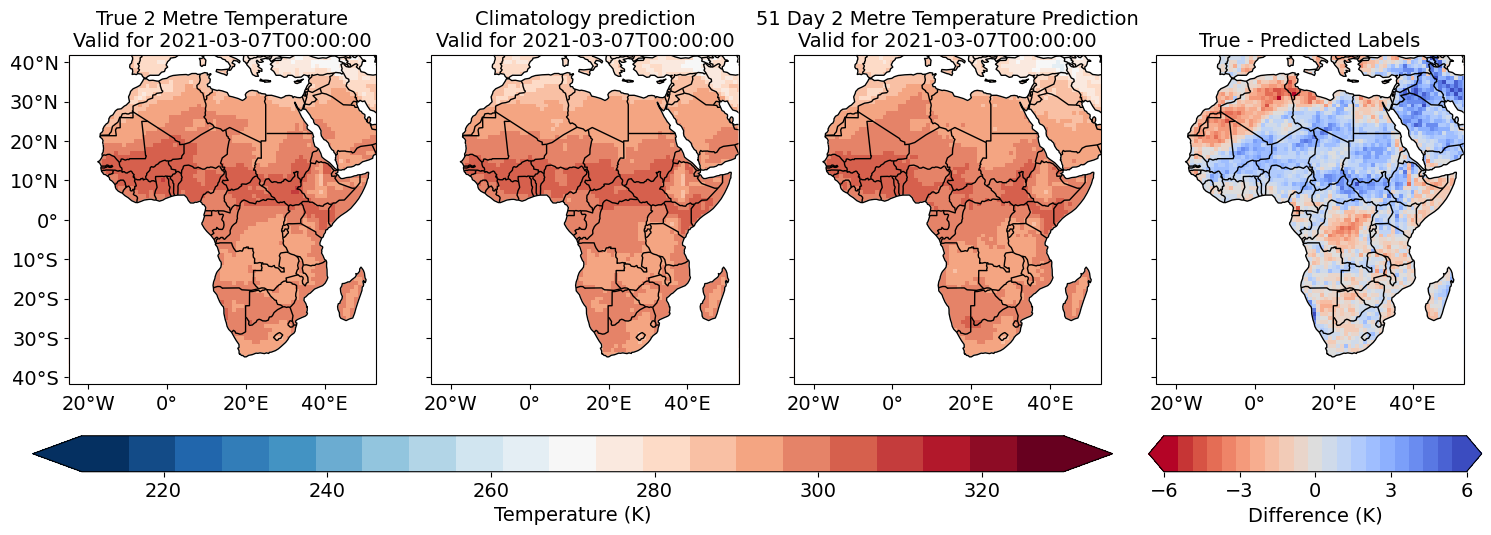 True 2 Metre Temperature
Valid for 2021-03-07T00:00:00
Climatology prediction
Valid for 2021-03-07T00:00:00
51 Day 2 Metre Temperature Prediction
Valid for 2021-03-07T00:00:00
True - Predicted Labels
40°N
30°N
20°N
10°N
0°
10°S
20°S
30°S
40°S
20°W 0° 20°E 40°E
20°W 0° 20°E 40°E
20°W 0° 20°E 40°E
20°W 0° 20°E 40°E
220 240 260 280 300 320
Temperature (K)
−6 −3 0 3 6
Difference (K)